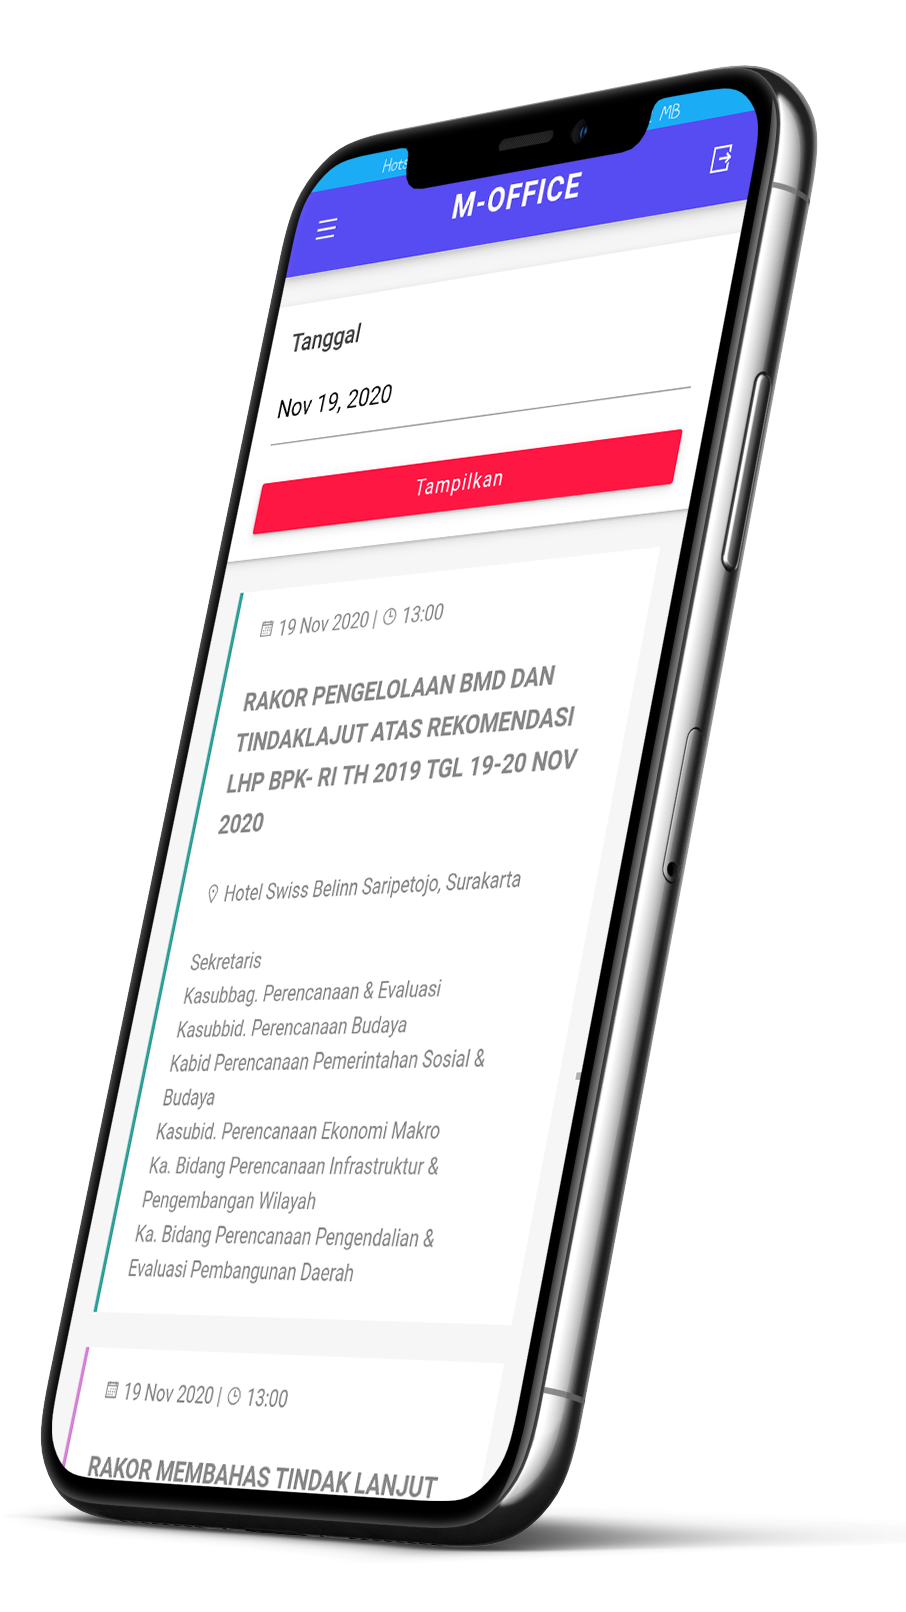 Hots
MB
M-OFFICE
Tanggal
Nov 19, 2020
Tampilkan
19 Nov 2020 | 13:00
RAKOR PENGELOLAAN BMD DAN
TINDAKLAJUT ATAS REKOMENDASI
LHP BPK- RI TH 2019 TGL 19-20 NOV
2020
Hotel Swiss Belinn Saripetojo, Surakarta
Sekretaris
Kasubbag. Perencanaan & Evaluasi
Kasubbid. Perencanaan Budaya
Kabid Perencanaan Pemerintahan Sosial &
Budaya
Kasubid. Perencanaan Ekonomi Makro
Ka. Bidang Perencanaan Infrastruktur &
Pengembangan Wilayah
Ka. Bidang Perencanaan Pengendalian &
Evaluasi Pembangunan Daerah
19 Nov 2020 | 13:00
RAKOR MEMBAHAS TINDAK LANJUT